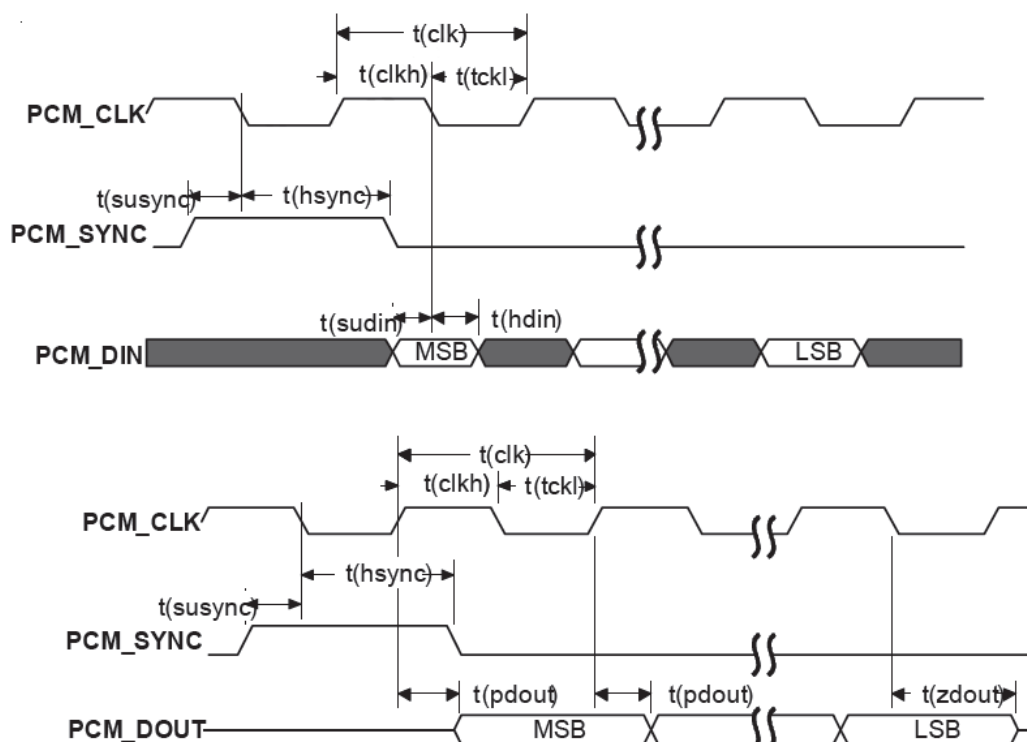 t(clk)
t(clkh) t(tckl)
PCM_CLK
t(susync) t(hsync)
PCM_SYNC
t(sudin) t(hdin)
PCM_DIN MSB LSB
t(clk)
t(clkh) t(tckl)
PCM_CLK
t(hsync)
t(susync)
PCM_SYNC
t(pdout) t(pdout) t(zdout)
PCM_DOUT MSB LSB